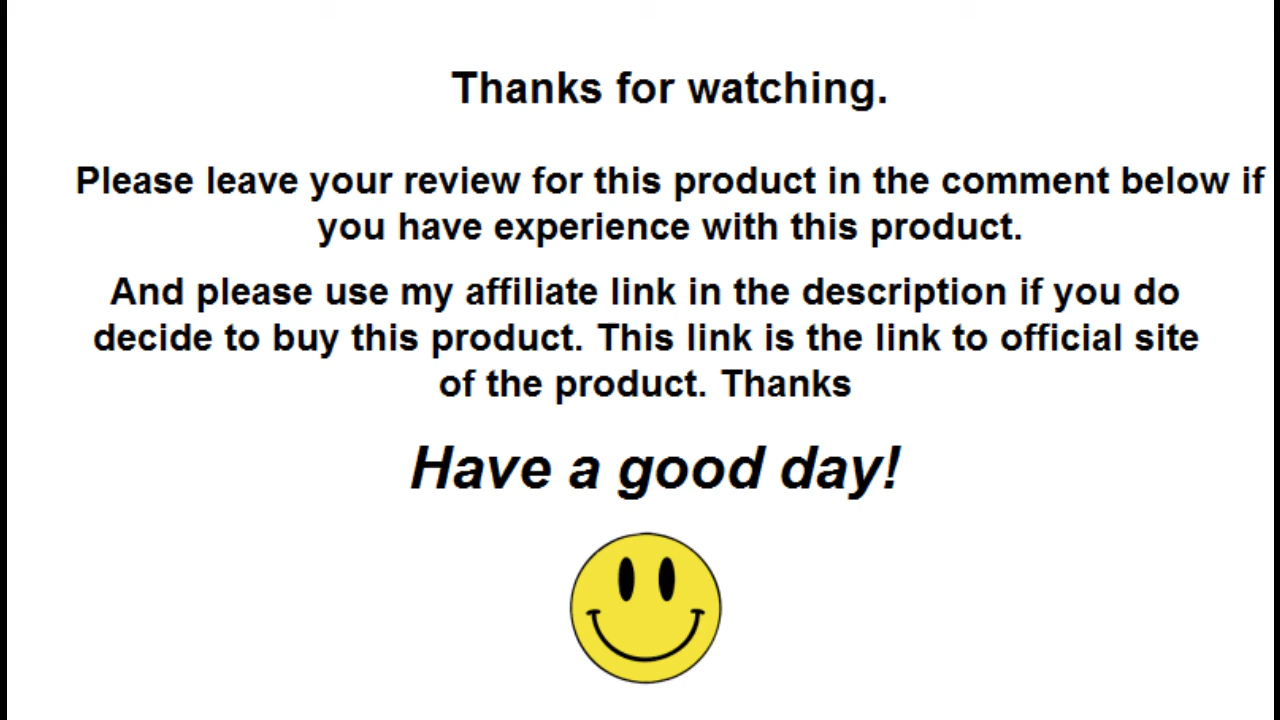 Thanks for watching.
Please leave your review for this product in the comment below if
you have experience with this product.
And please use my affiliate link in the description if you do
decide to buy this product. This link is the link to official site
of the product. Thanks
Have a good day!